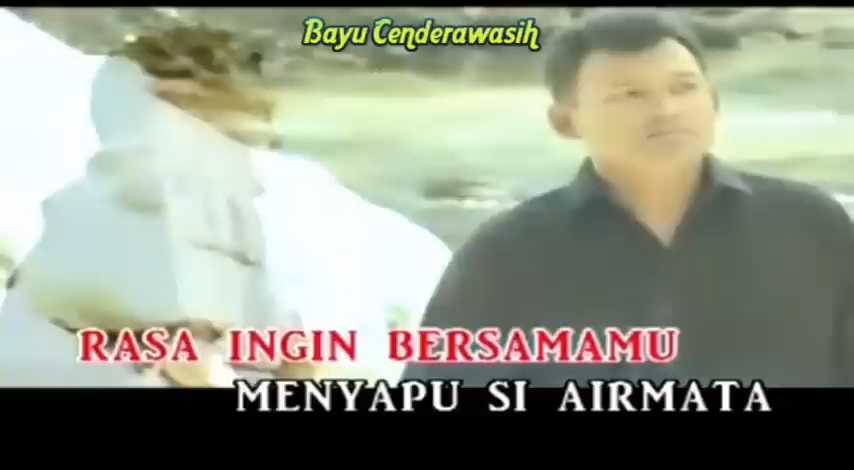 Bayu Cenderawasih
RASA INGIN BERSAMAMU
MENYAPU SI AIRMATA